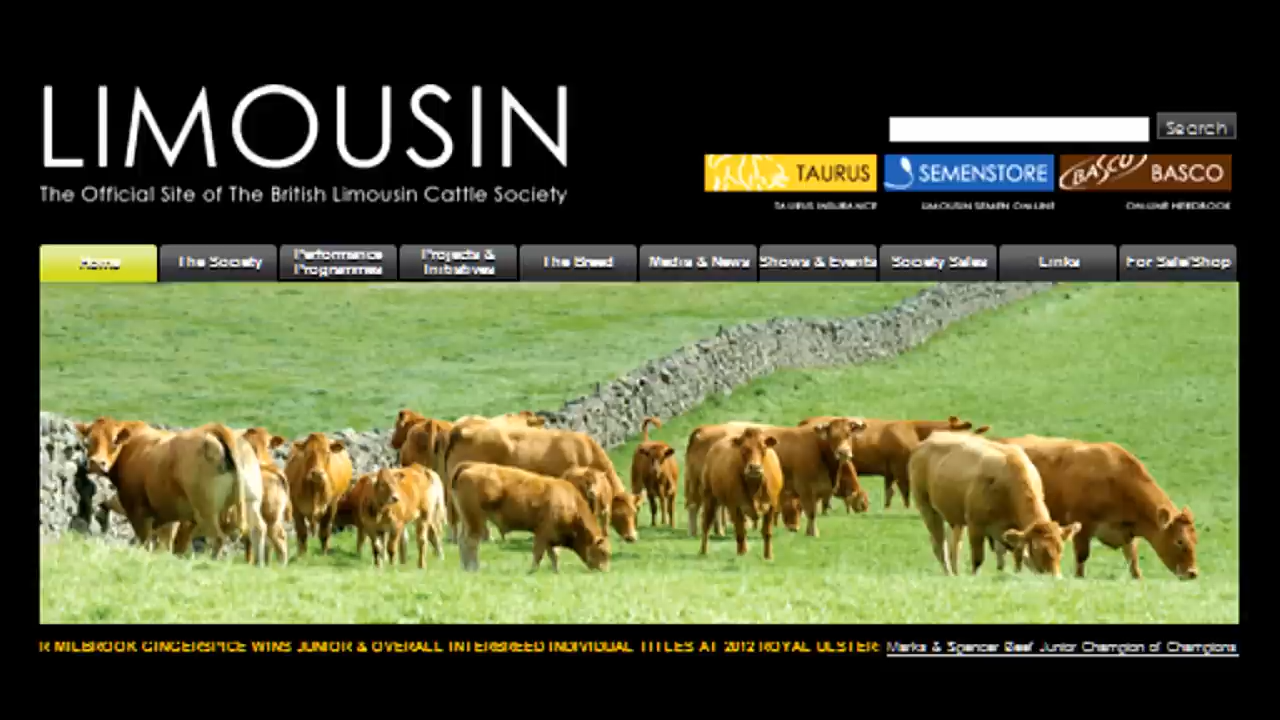 LIMOUSIN
The Official Site of The British Limousin Cattle Society
Search
TAURUS
SEMENSTORE
BASCO BASCO
TAURUS INSURANCE
LIMOUSIN SEMEN ONLINE
ONLINE HERDBOOK
Home
The Society
Performance
Programmes
Projects &
Initiatives
The Breed
Media & News
Shows & Events
Society Sales
Links
For Sale/Shop
R MILBROOK GINGERSPICE WINS JUNIOR & OVERALL INTERBREED INDIVIDUAL TITLES AT 2012 ROYAL ULSTER
Marks & Spencer Beef Junior Champion of Champions